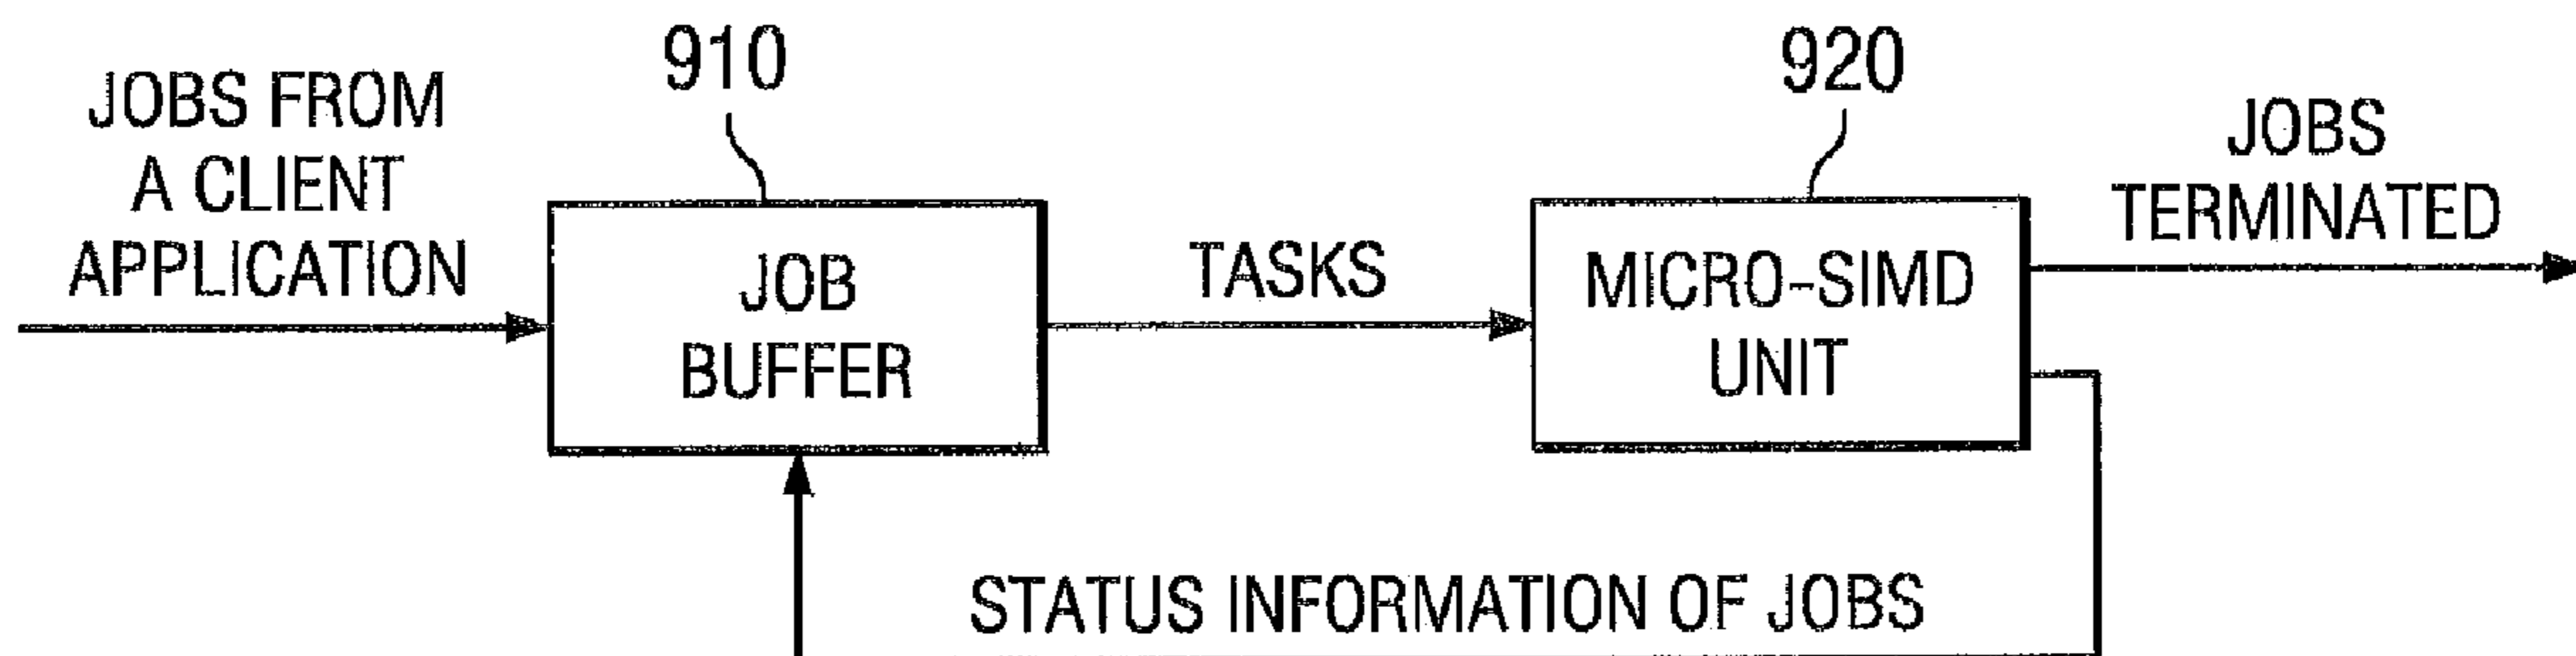 910
920
JOBS FROM
A CLIENT
APPLICATION
JOB
BUFFER
TASKS
MICRO-SIMD
UNIT
JOBS
TERMINATED
STATUS INFORMATION OF JOBS